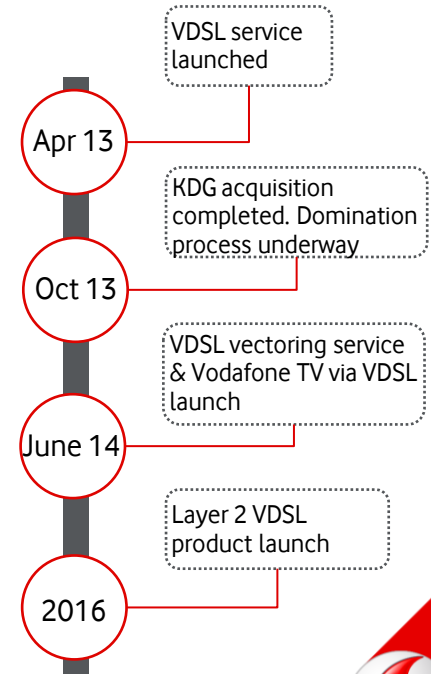 VDSL service
launched
Apr 13
KDG acquisition
completed. Domination
process underway
Oct 13
VDSL vectoring service
& Vodafone TV via VDSL
launch
June 14
Layer 2 VDSL
product launch
2016